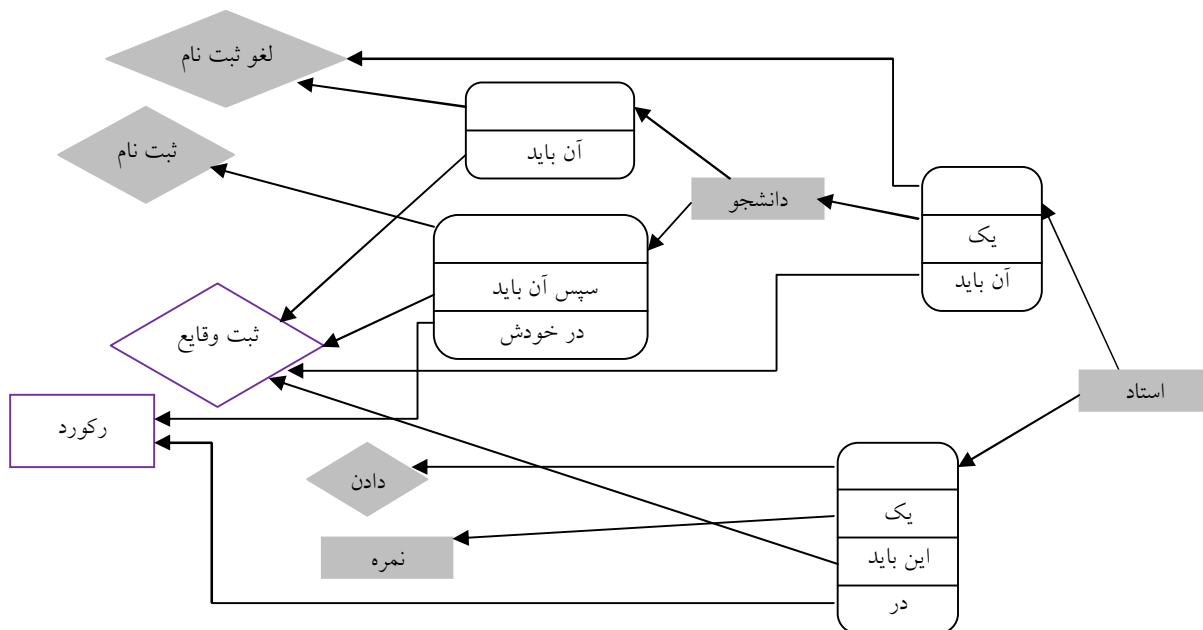 لغو ثبت نام
آن باید
ثبت نام
دانشجو
یک
آن باید
سپس آن باید
در خودش
ثبت وقایع
استاد
رکورد
دادن
یک
این باید
نمره
در